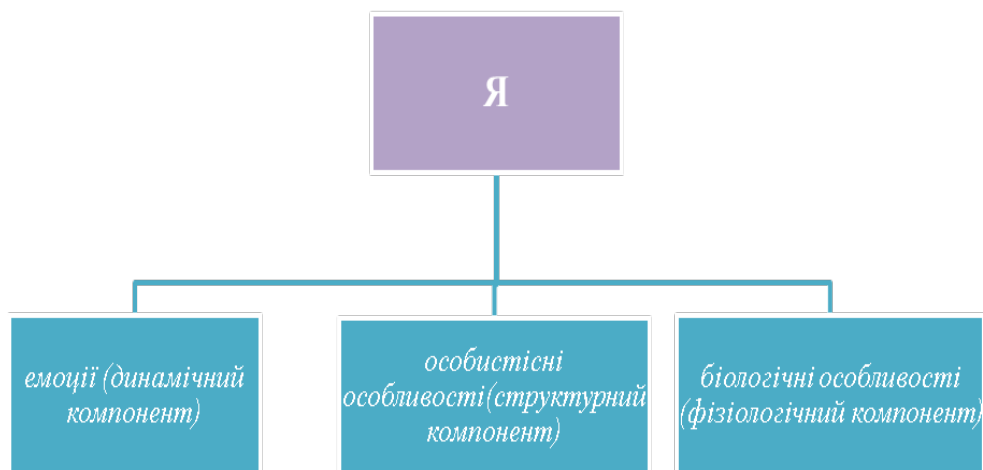 Я
емоції (динамічний
компонент)
особистісні
особливості(структурний
компонент)
біологічні особливості
(фізіологічний компонент)